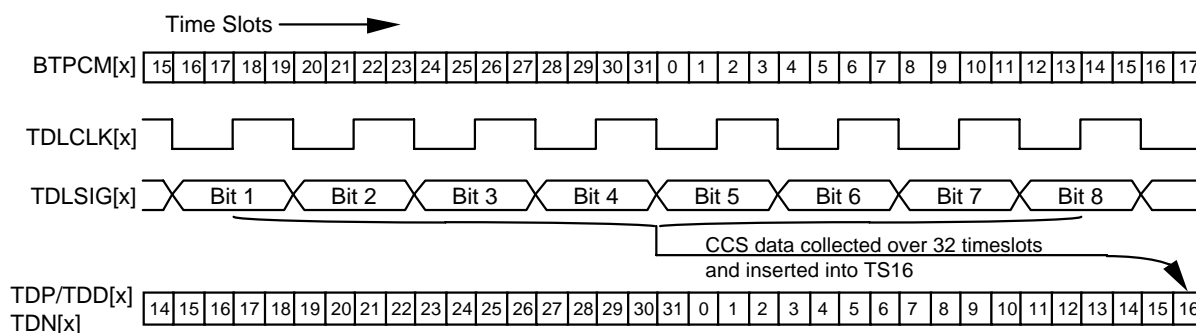 Time Slots
BTPCM[x] 15 16 17 18 19 20 21 22 23 24 25 26 27 28 29 30 31 0 1 2 3 4 5 6 7 8 9 10 11 12 13 14 15 16 17
TDLCLK[x]
TDLSIG[x] Bit 1 Bit 2 Bit 3 Bit 4 Bit 5 Bit 6 Bit 7 Bit 8
CCS data collected over 32 timeslots
and inserted into TS16
TDP/TDD[x]
TDN[x] 14 15 16 17 18 19 20 21 22 23 24 25 26 27 28 29 30 31 0 1 2 3 4 5 6 7 8 9 10 11 12 13 14 15 16